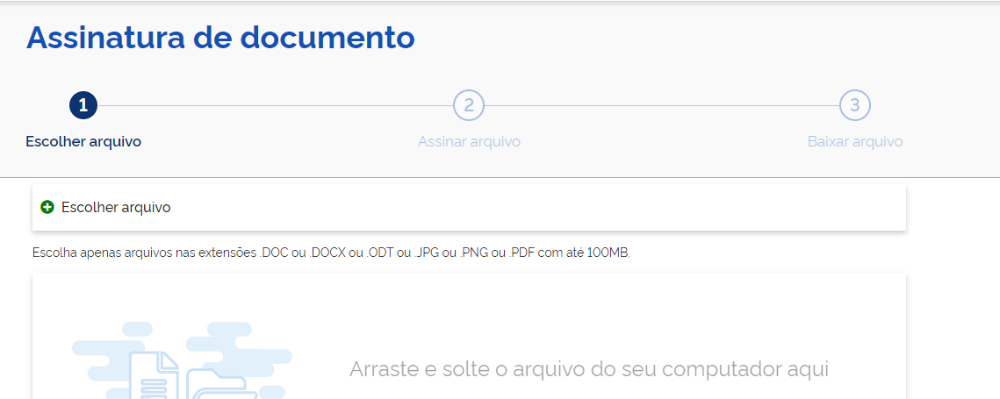 Assinatura de documento
1
2
3
Escolher arquivo
Assinar arquivo
Baixar arquivo
Escolher arquivo
Escolha apenas arquivos nas extensões .DOC ou .DOCX ou .ODT ou .JPG ou .PNG ou .PDF com até 100MB.
Arraste e solte o arquivo do seu computador aqui